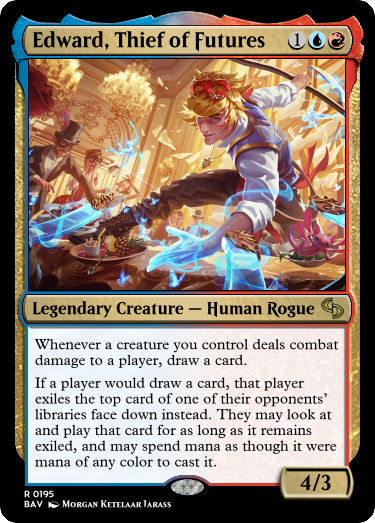 Edward, Thief of Futures 1
Legendary Creature — Human Rogue
Whenever a creature you control deals combat
damage to a player, draw a card.
If a player would draw a card, that player
exiles the top card of one of their opponents'
libraries face down instead. They may look at
and play that card for as long as it remains
exiled, and may spend mana as though it were
mana of any color to cast it.
4/3
R 0195
BAV Morgan Ketelaar Jarass